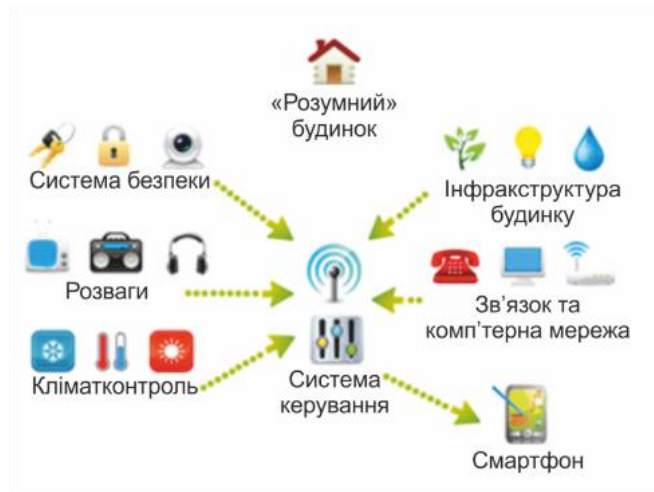 «Розумний»
будинок
Система безпеки
Інфракструктура
будинку
Розваги
Зв’язок та
комп’терна мережа
Кліматконтроль
Система
керування
Смартфон